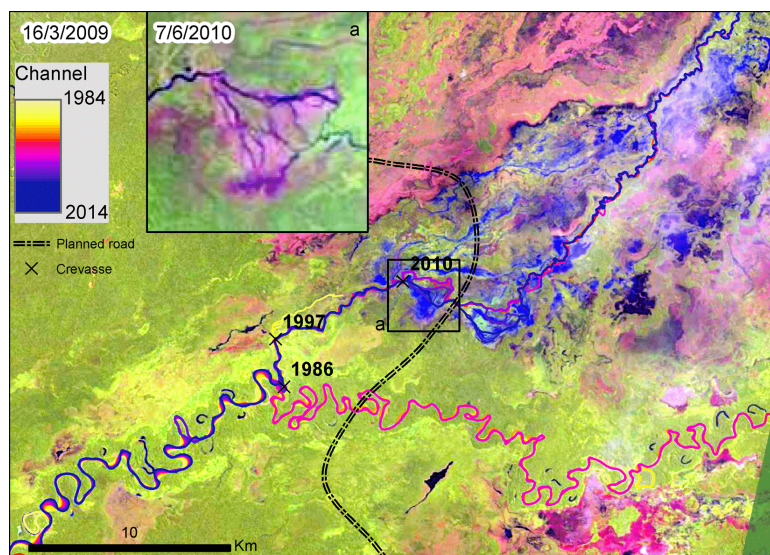 16/3/2009
7/6/2010
a
Channel
1984
2014
Planned road
Crevasse
2010
1997
a
1986
10
Km